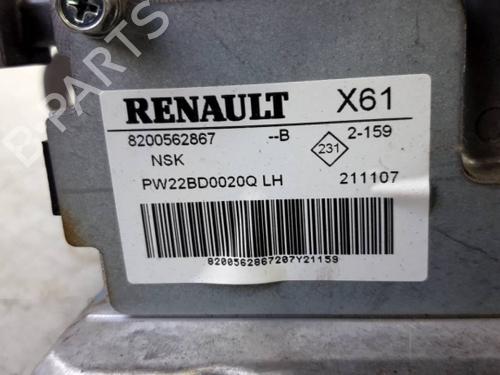 RENAULT X61
8200562867 --B 2-159
NSK 231
PW22BD0020Q LH 211107
8200562867207Y21159
B-PARTS